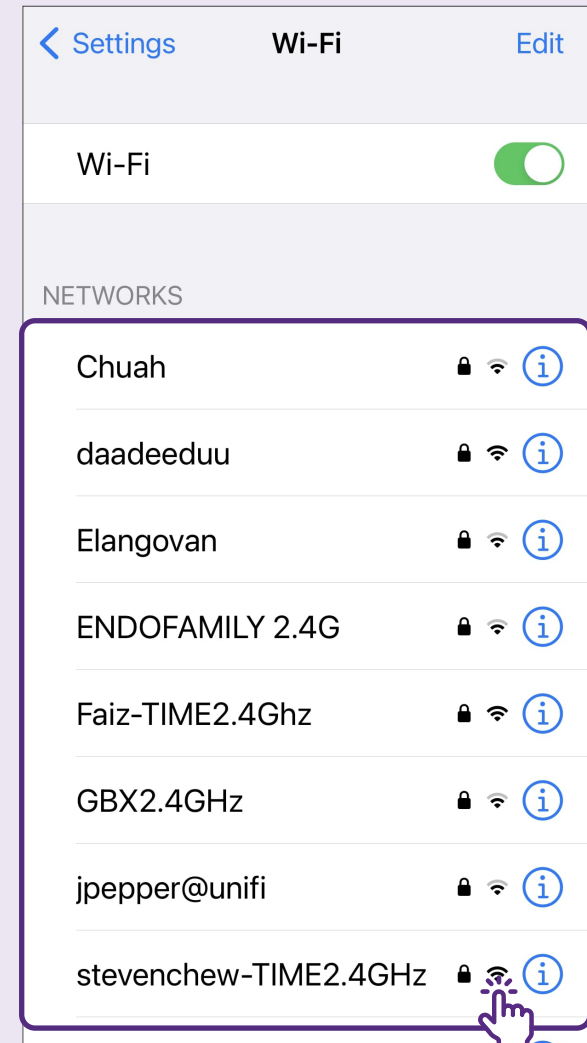 Settings Wi-Fi Edit
Wi-Fi
NETWORKS
Chuah
daadeeduu
Elangovan
ENDOFAMILY 2.4G
Faiz-TIME2.4Ghz
GBX2.4GHz
jpepper@unifi
stevenchew-TIME2.4GHz